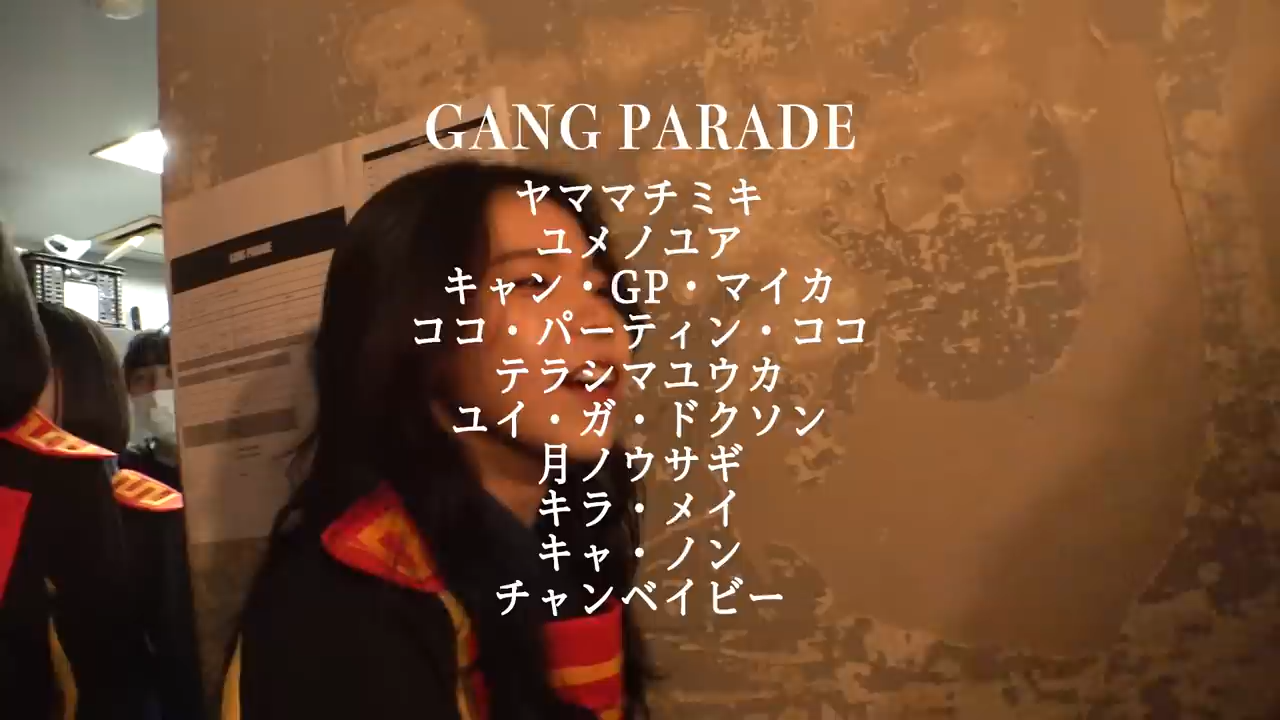 GANG PARADE
ヤママチミキ
ユメノユア
キャン・GP・マイカ
ココ・パーティン・ココ
テラシマユウカ
ユイ・ガ・ドクソン
月ノウサギ
キラ・メイ
キャ・ノン
チャンベイビー
GANG PARADE